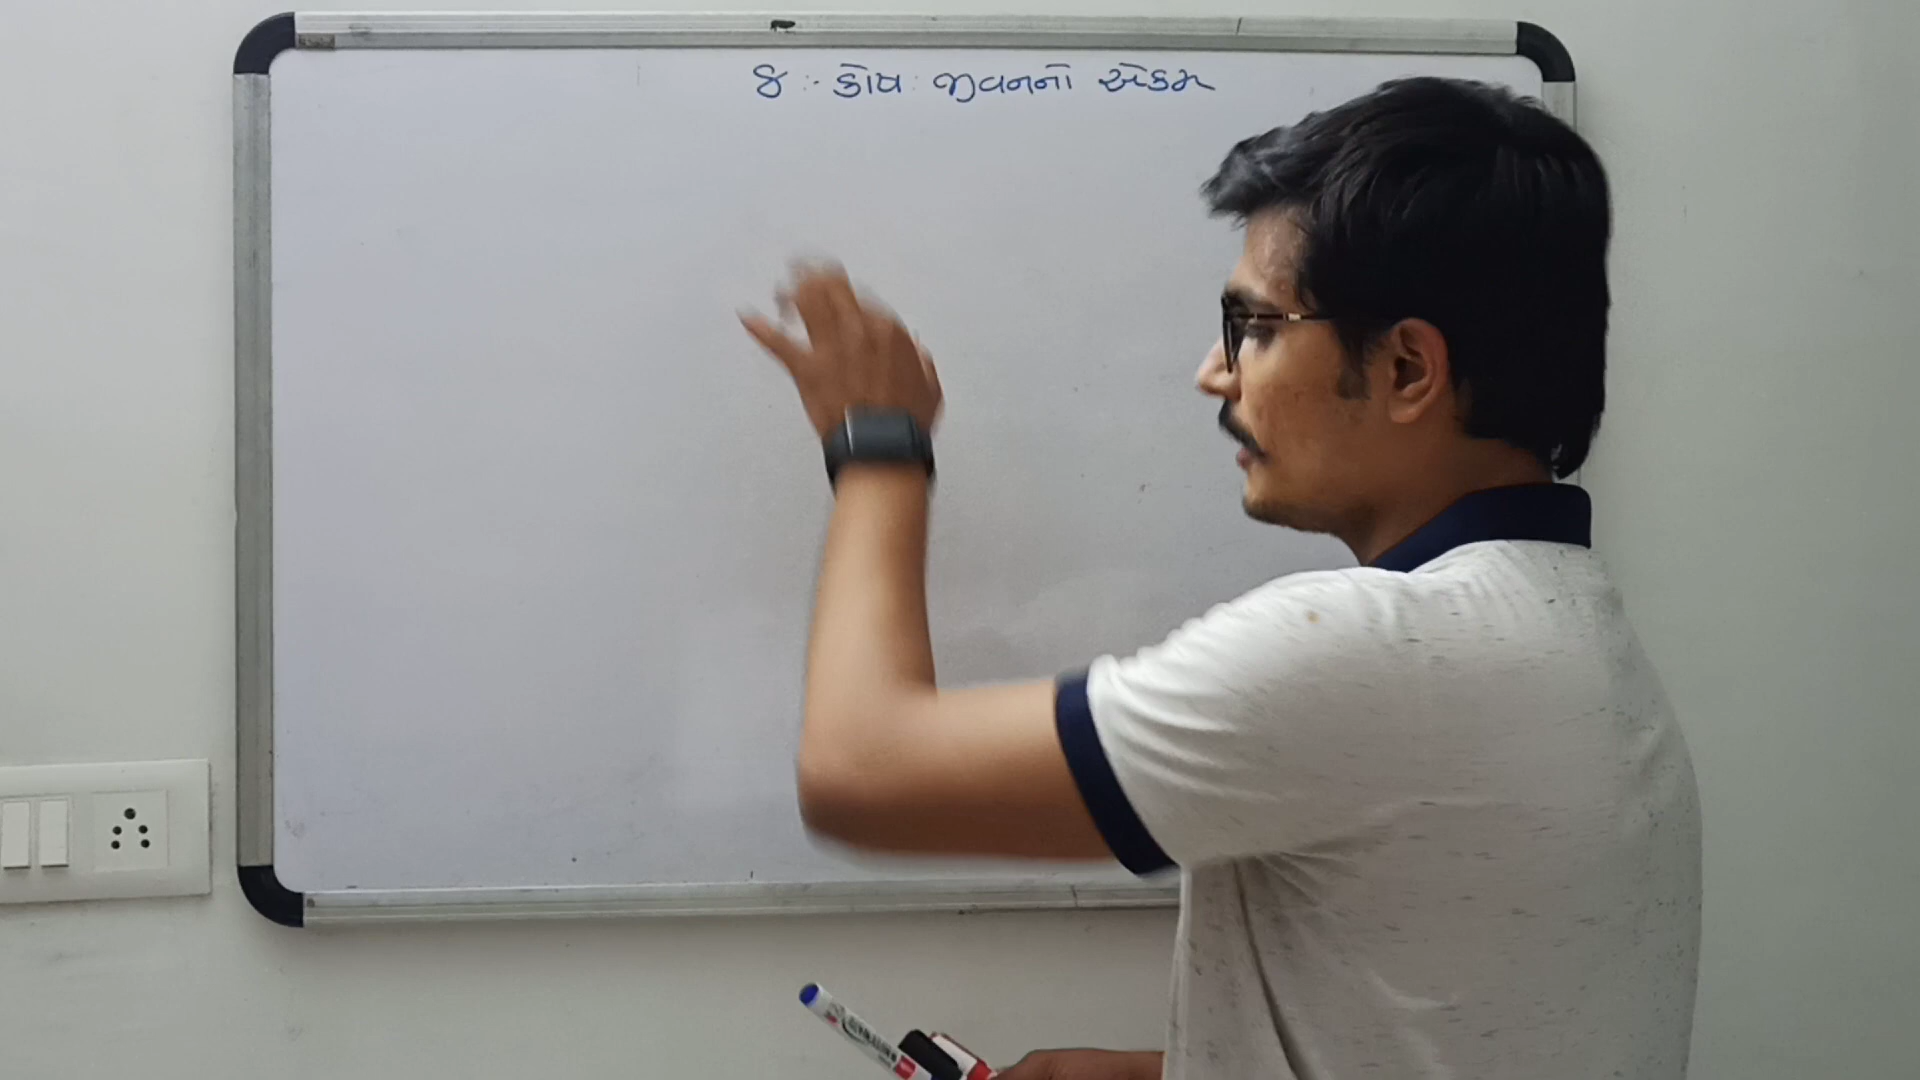 ૪ :- કોષ : જીવનનો એકમ